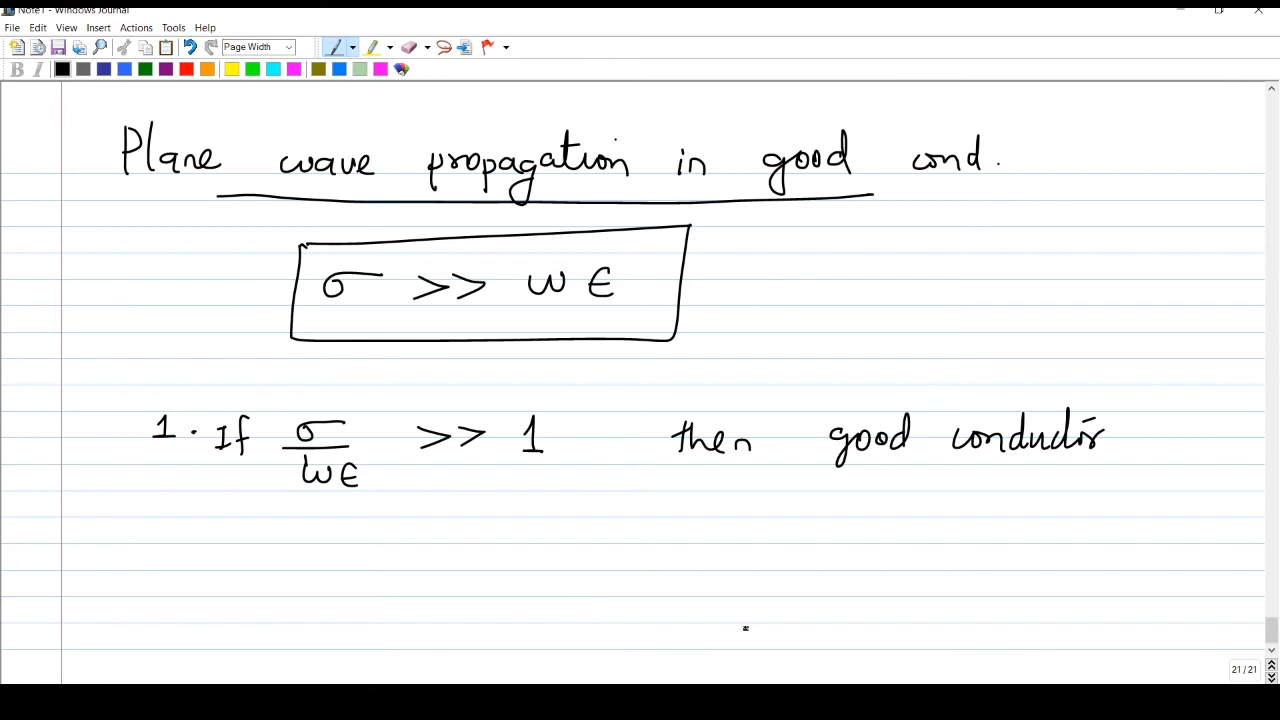 Note1 - Windows Journal
File Edit View Insert Actions Tools Help
Page Width
B I
Plane wave propagation in good cond.
σ >> ω ϵ
1. If σ/ωϵ >> 1 then good conductor
21 / 21